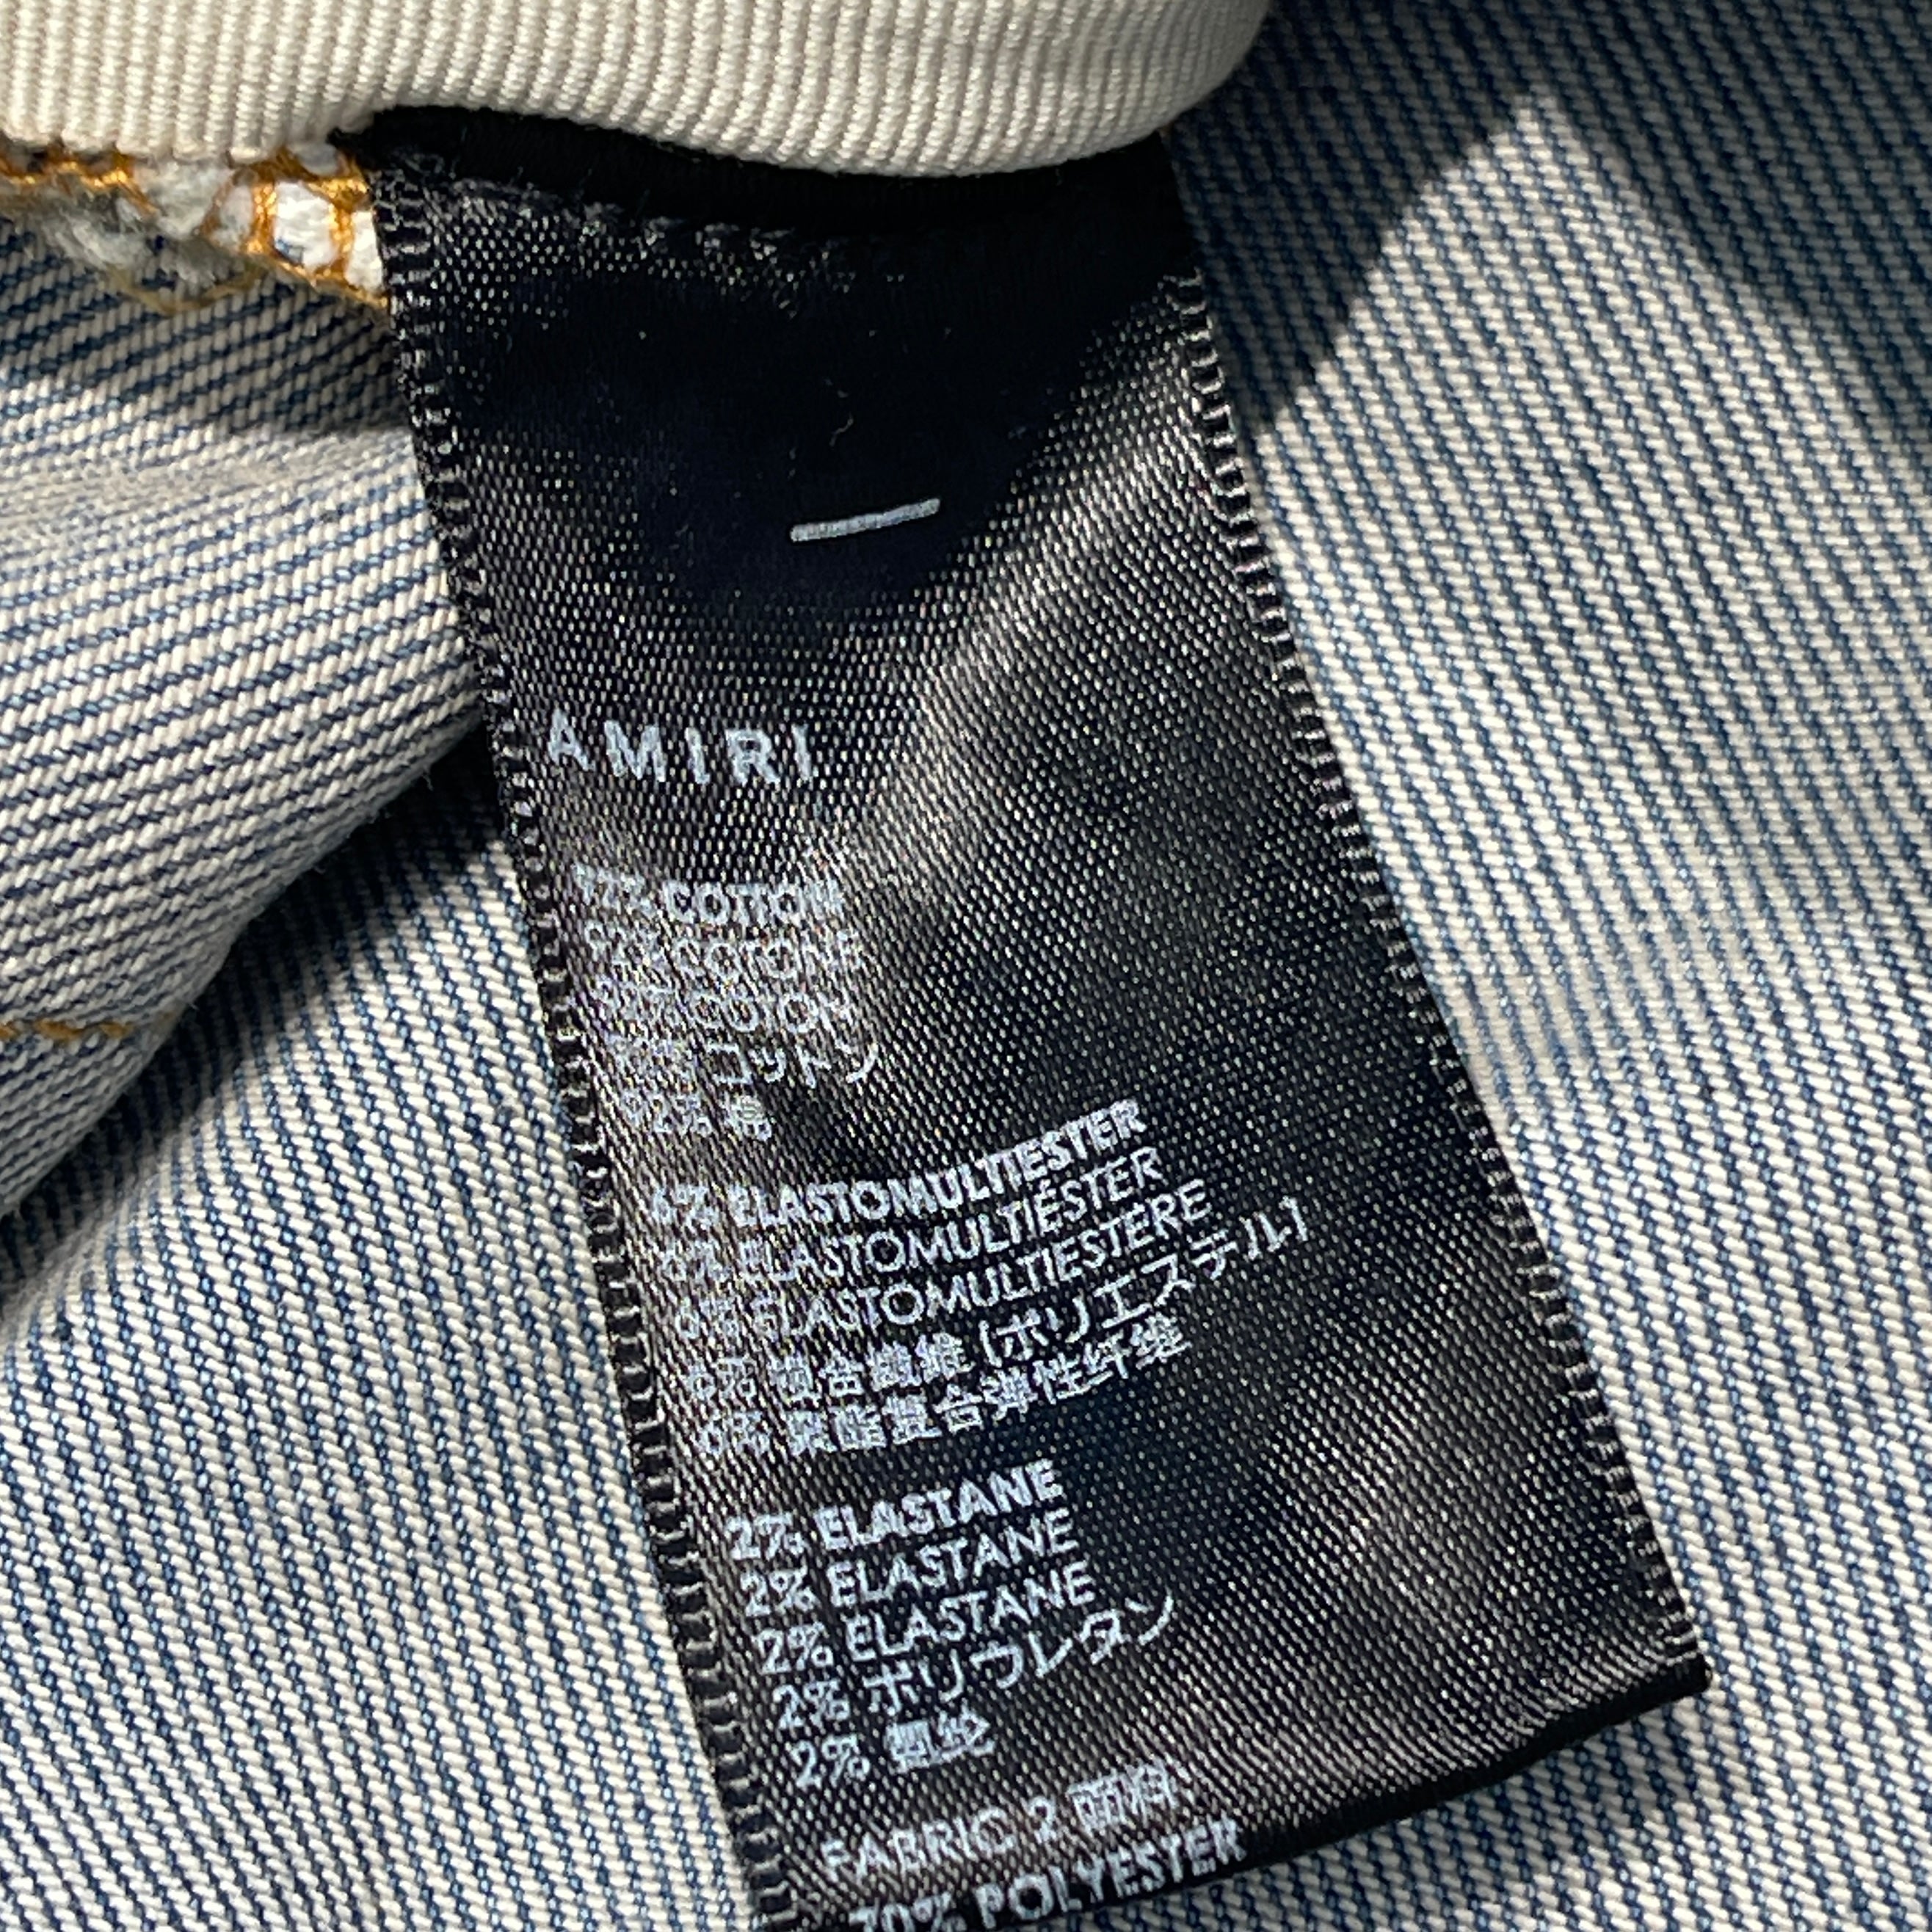 AMIRI
92% COTTON
92% COTONE
92% COTON
92% コットン
92% 棉
6% ELASTOMULTIESTER
6% ELASTOMULTIÉSTER
6% ELASTOMULTIESTERE
6% 複合繊維 (ポリエステル)
6% 聚酯复合弹性纤维
2% ELASTANE
2% ELASTANE
2% ELASTANE
2% ポリウレタン
2%
FABRIC 2 面料:
70% POLYESTER